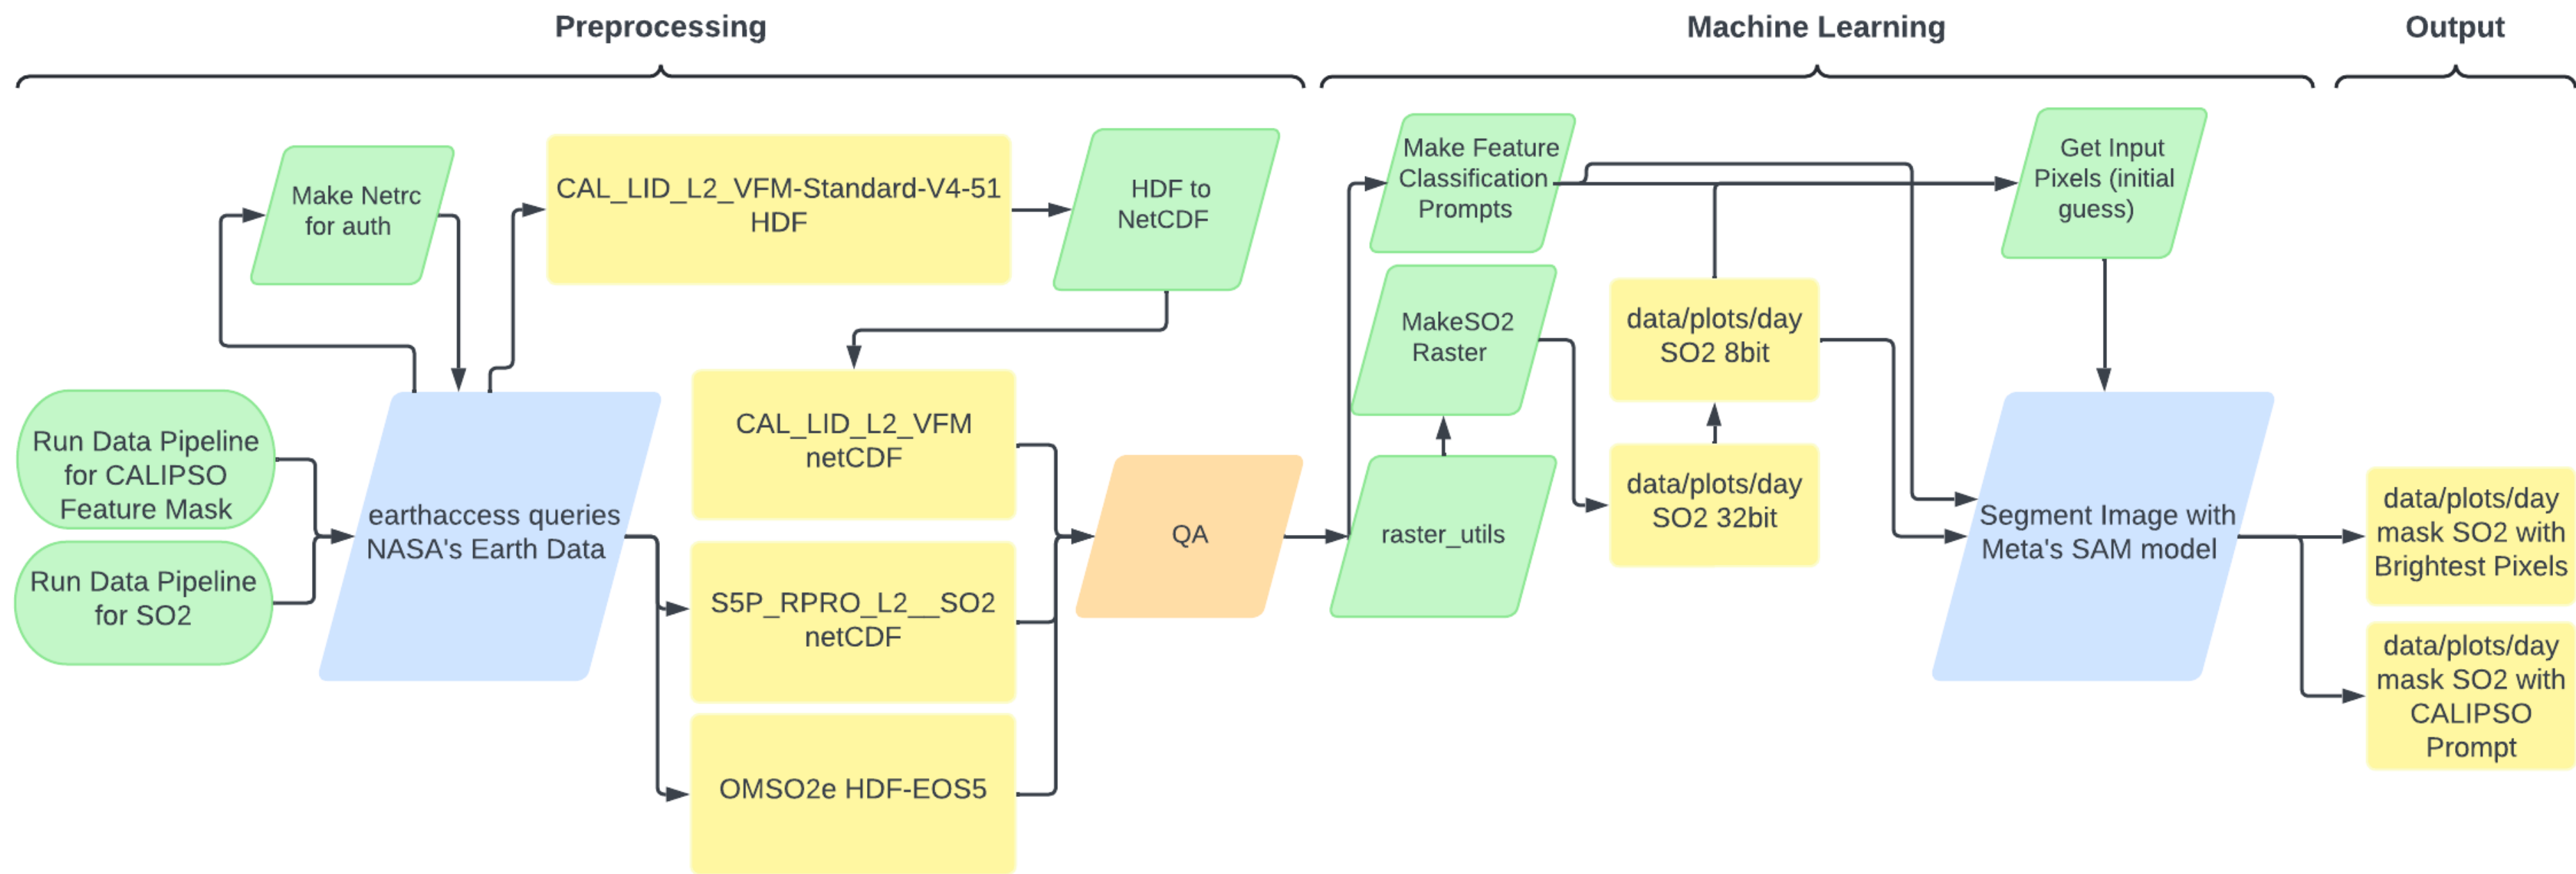 Preprocessing
Machine Learning
Output
Make Netrc
for auth
CAL_LID_L2_VFM-Standard-V4-51
HDF
HDF to
NetCDF
Run Data Pipeline
for CALIPSO
Feature Mask
Run Data Pipeline
for SO2
earthaccess queries
NASA's Earth Data
CAL_LID_L2_VFM
netCDF
S5P_RPRO_L2__SO2
netCDF
OMSO2e HDF-EOS5
QA
Make Feature
Classification
Prompts
MakeSO2
Raster
raster_utils
data/plots/day
SO2 8bit
data/plots/day
SO2 32bit
Get Input
Pixels (initial
guess)
Segment Image with
Meta's SAM model
data/plots/day
mask SO2 with
Brightest Pixels
data/plots/day
mask SO2 with
CALIPSO
Prompt